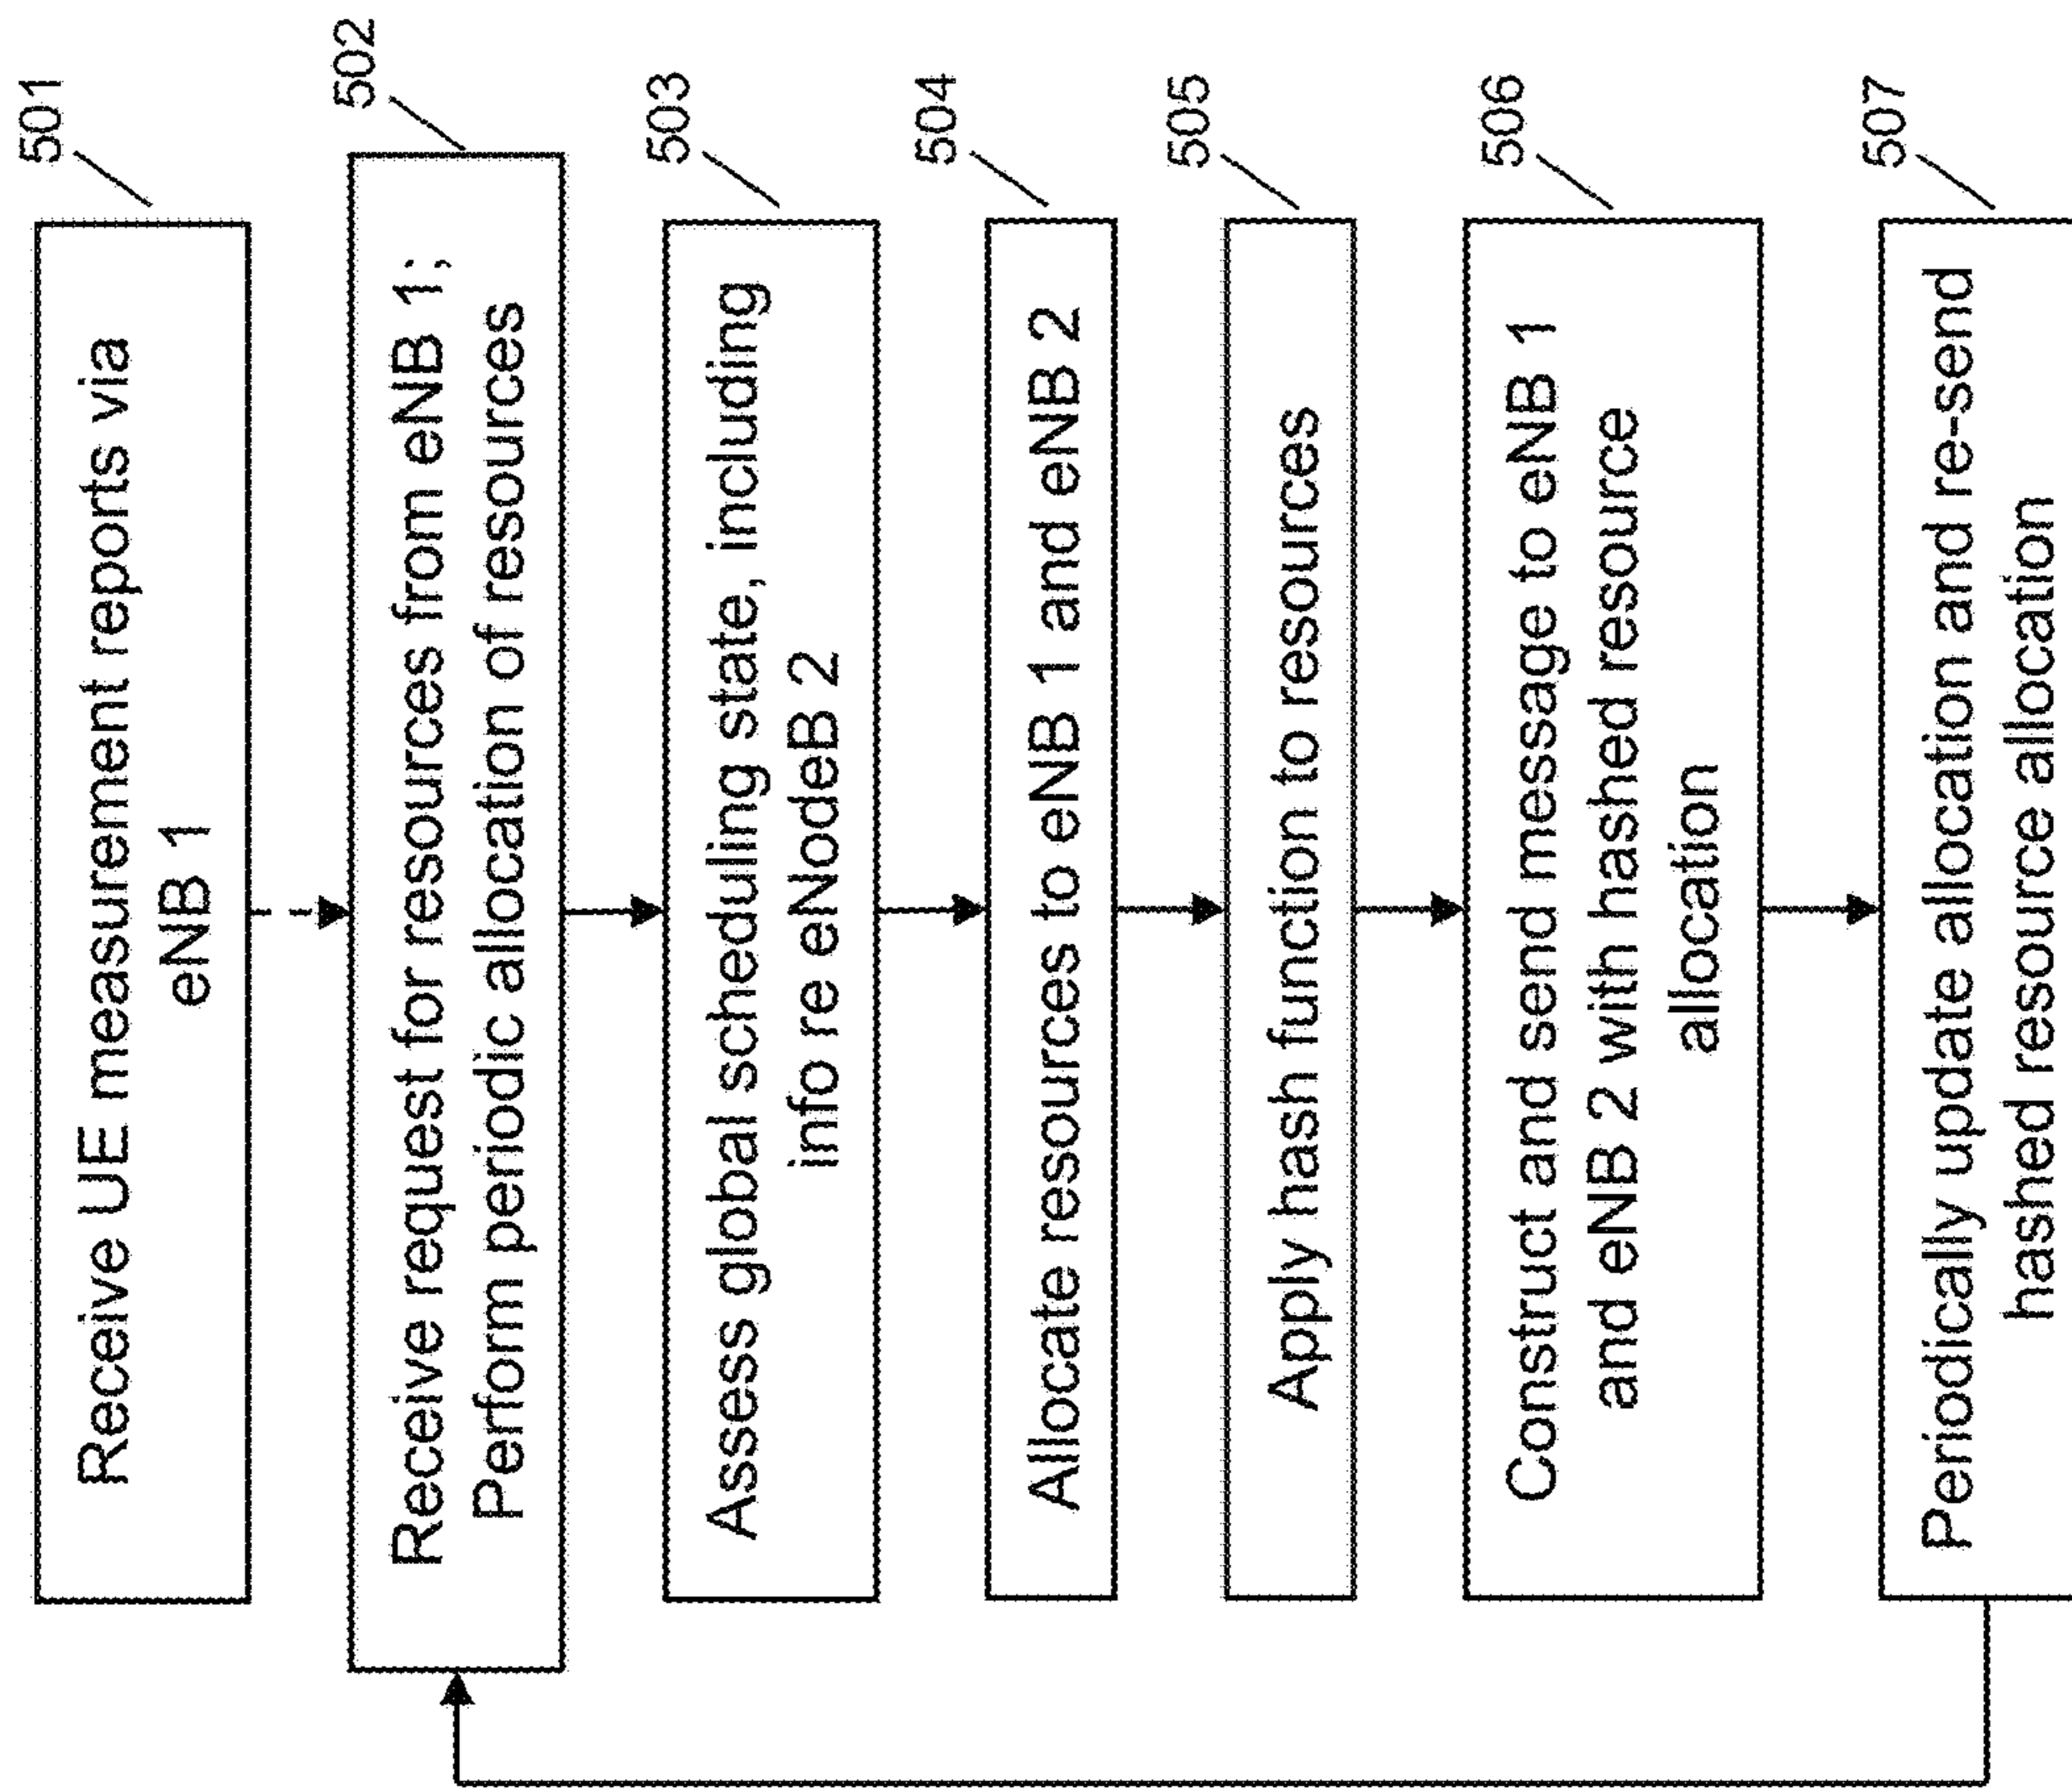 501
Receive UE measurement reports via
eNB 1
502
Receive request for resources from eNB 1;
Perform periodic allocation of resources
503
Assess global scheduling state, including
info re eNodeB 2
504
Allocate resources to eNB 1 and eNB 2
505
Apply hash function to resources
506
Construct and send message to eNB 1
and eNB 2 with hashed resource
allocation
507
Periodically update allocation and re-send
hashed resource allocation